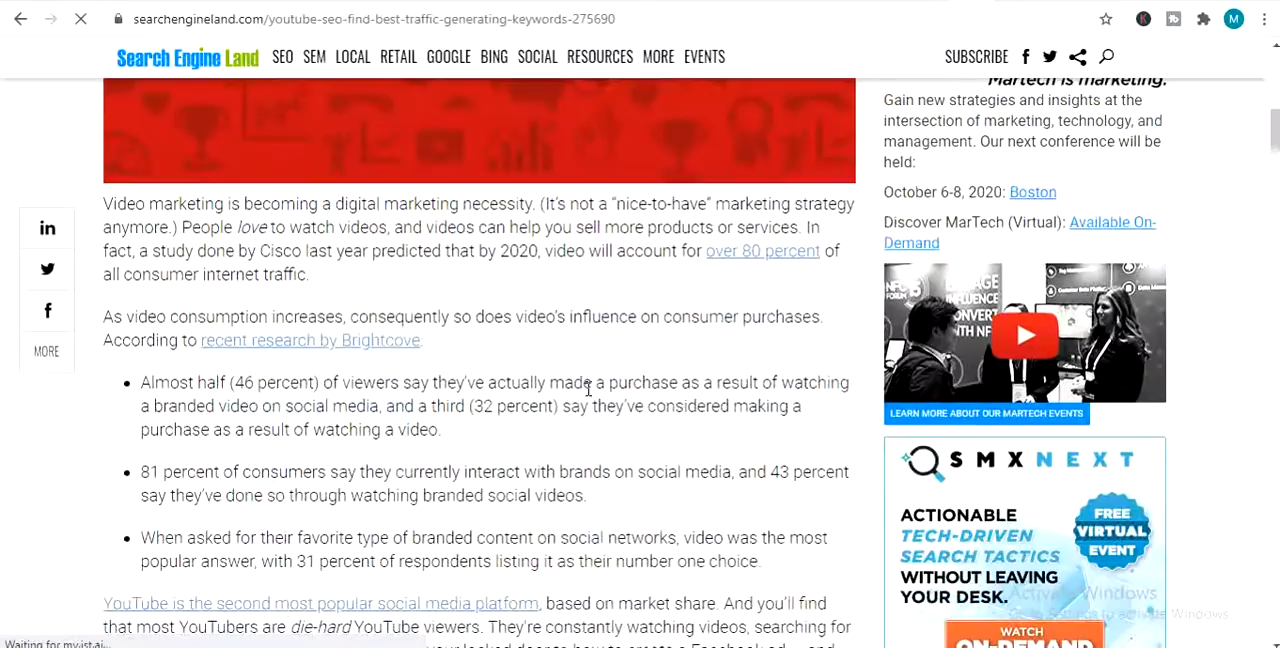 searchengineland.com/youtube-seo-find-best-traffic-generating-keywords-275690
M
Search Engine Land SEO SEM LOCAL RETAIL GOOGLE BING SOCIAL RESOURCES MORE EVENTS SUBSCRIBE
Video marketing is becoming a digital marketing necessity. (It's not a “nice-to-have” marketing strategy
anymore.) People love to watch videos, and videos can help you sell more products or services. In
fact, a study done by Cisco last year predicted that by 2020, video will account for over 80 percent of
all consumer internet traffic.
As video consumption increases, consequently so does video's influence on consumer purchases.
According to recent research by Brightcove.
• Almost half (46 percent) of viewers say they've actually made a purchase as a result of watching
a branded video on social media, and a third (32 percent) say they've considered making a
purchase as a result of watching a video.
• 81 percent of consumers say they currently interact with brands on social media, and 43 percent
say they've done so through watching branded social videos.
• When asked for their favorite type of branded content on social networks, video was the most
popular answer, with 31 percent of respondents listing it as their number one choice.
YouTube is the second most popular social media platform, based on market share. And you'll find
that most YouTubers are die-hard YouTube viewers. They're constantly watching videos, searching for
MORE
Martech is marketing.
Gain new strategies and insights at the
intersection of marketing, technology, and
management. Our next conference will be
held:
October 6-8, 2020: Boston
Discover MarTech (Virtual): Available On-
Demand
LEARN MORE ABOUT OUR MARTECH EVENTS
SMX NEXT
ACTIONABLE
TECH-DRIVEN
SEARCH TACTICS
WITHOUT LEAVING
YOUR DESK.
FREE
VIRTUAL
EVENT
WATCH
ON-DEMAND
Activate Windows
Go to Settings to activate Windows.